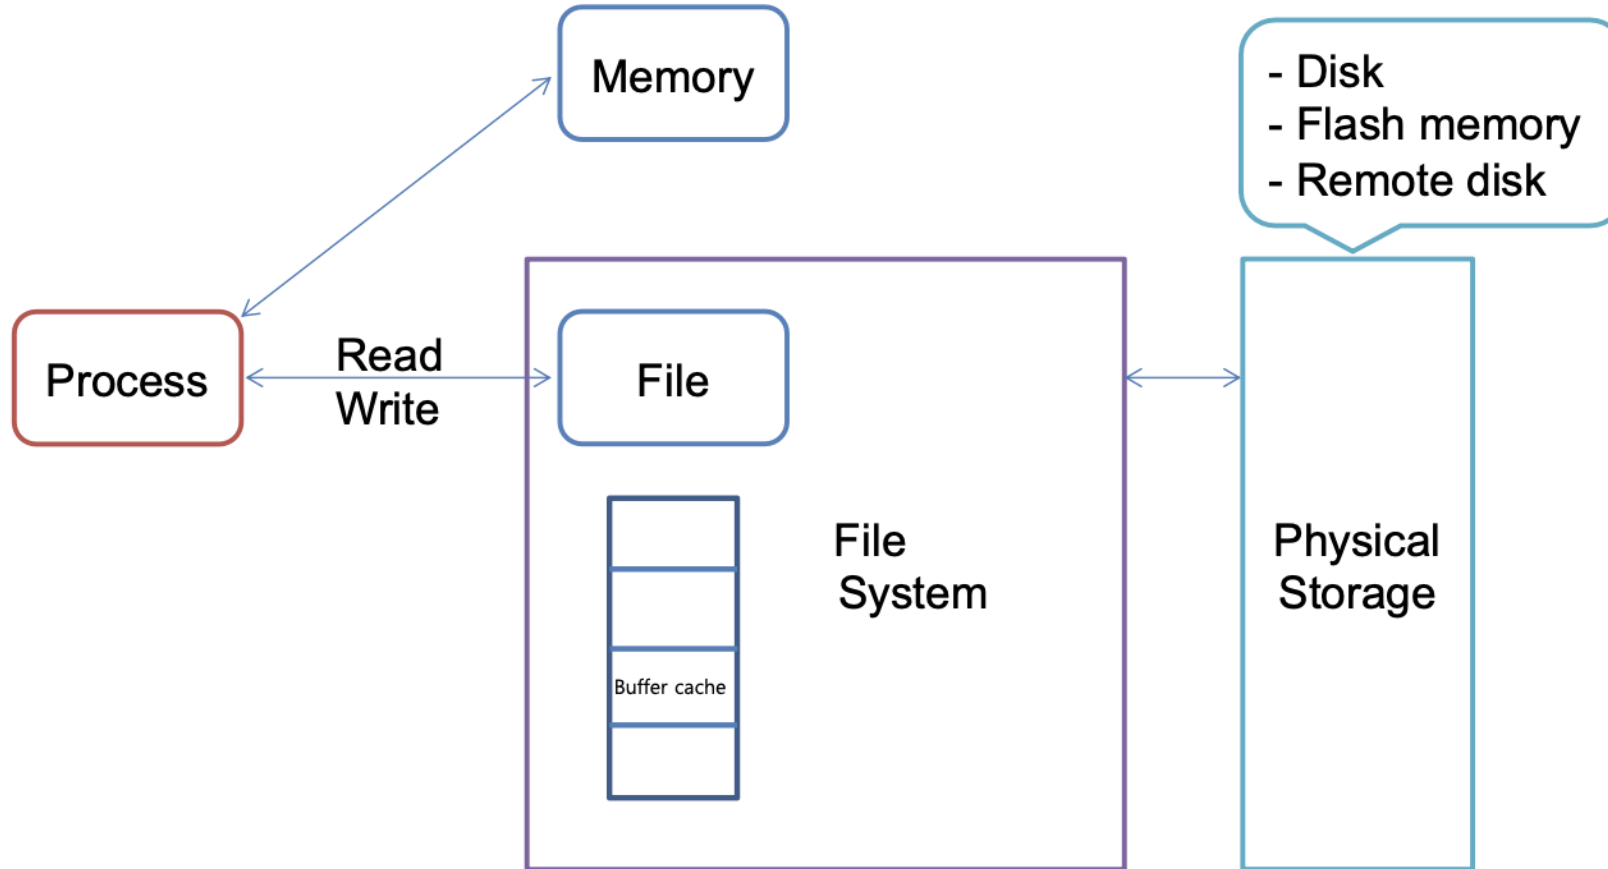 Memory
- Disk
- Flash memory
- Remote disk
Process
Read
Write
File
File
System
Buffer cache
Physical
Storage